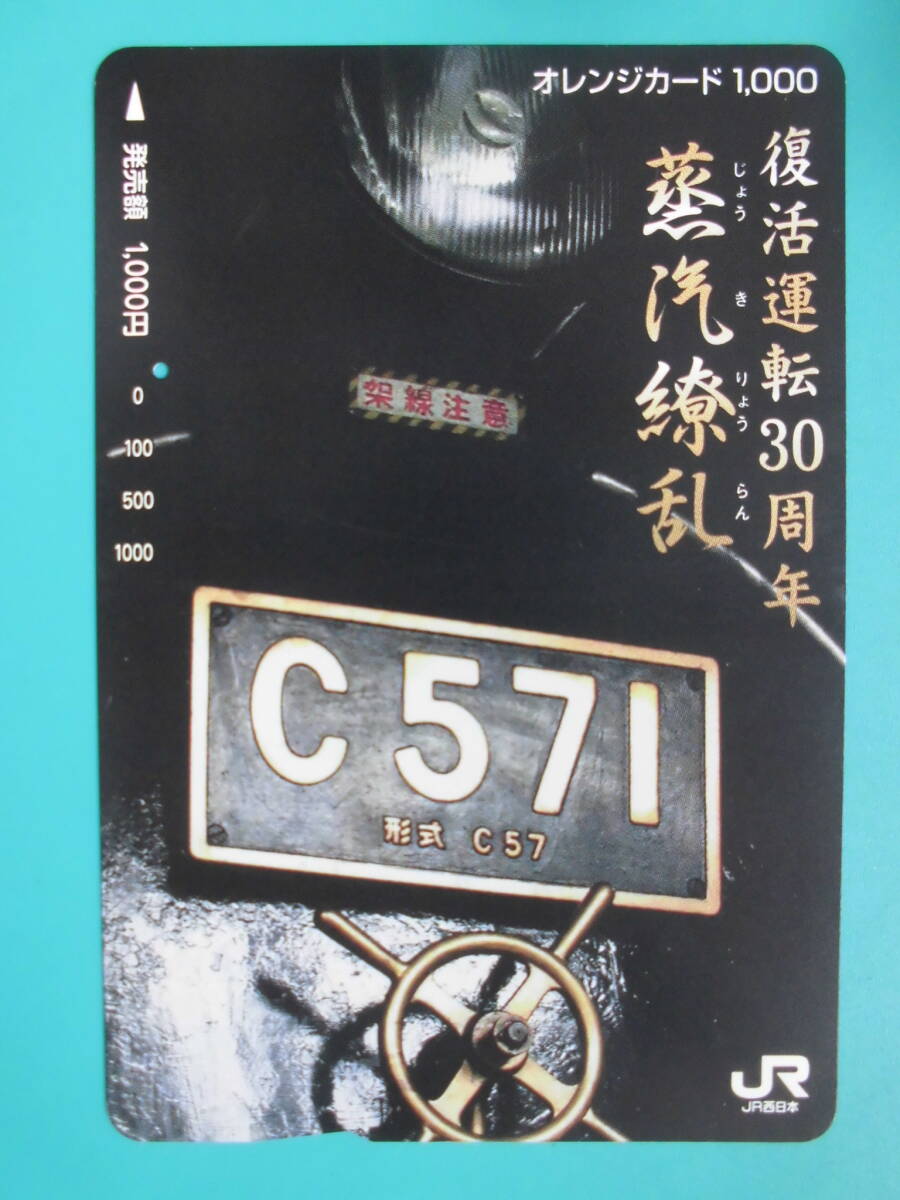 オレンジカード 1,000
復活運転30周年
蒸汽繚乱
じょう き りょう らん
発売額 1,000円
0
100
500
1000
架線注意
C571
形式 C57
JR
JR西日本